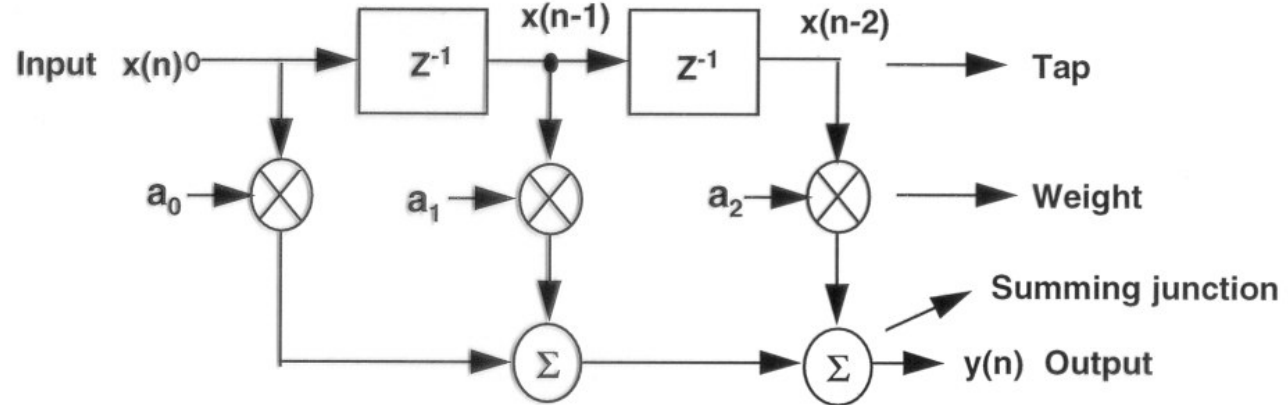 x(n-1)
x(n-2)
Input x(n)
Z⁻¹
Z⁻¹
Tap
a₀
a₁
a₂
Weight
Summing junction
Σ
Σ
y(n) Output